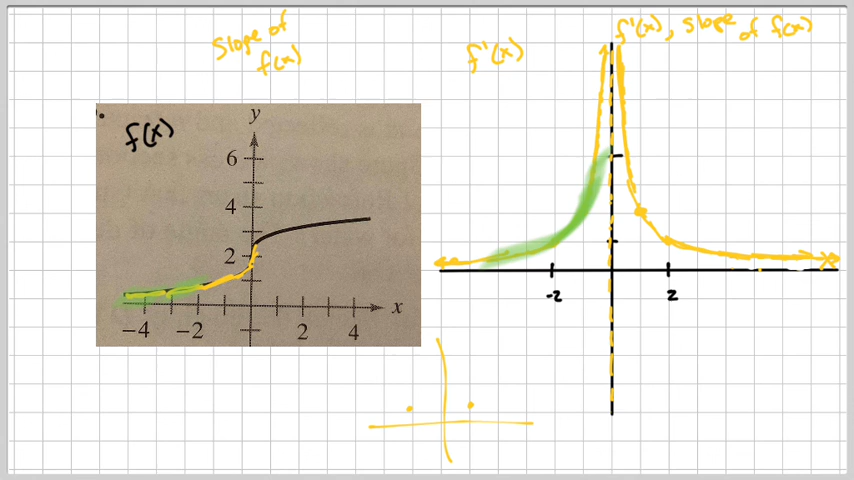 slope of
f(x)
f'(x)
f'(x), slope of f(x)
f(x)
y
6
4
2
-4 -2 2 4 x
-2 2
x